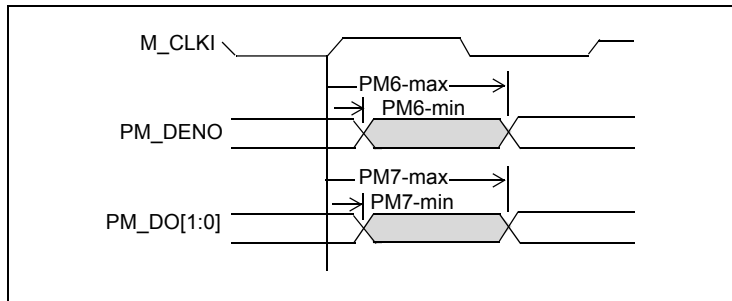 M_CLKI
PM6-max
PM6-min
PM_DENO
PM7-max
PM7-min
PM_DO[1:0]